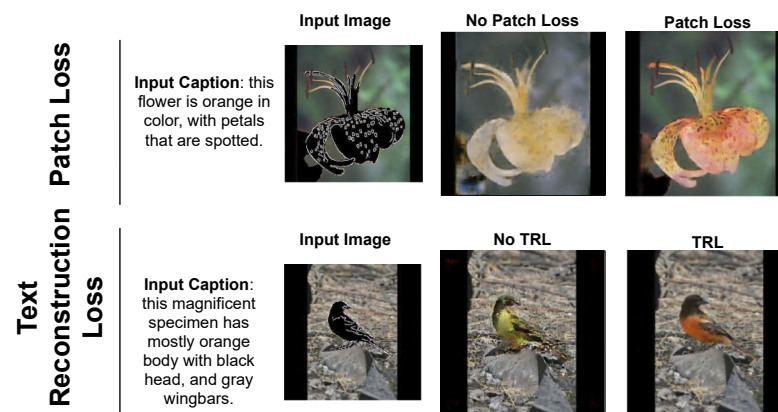 Input Image
No Patch Loss
Patch Loss
Patch Loss
Input Caption: this
flower is orange in
color, with petals
that are spotted.
Input Image
No TRL
TRL
Text
Reconstruction
Loss
Input Caption:
this magnificent
specimen has
mostly orange
body with black
head, and gray
wingbars.